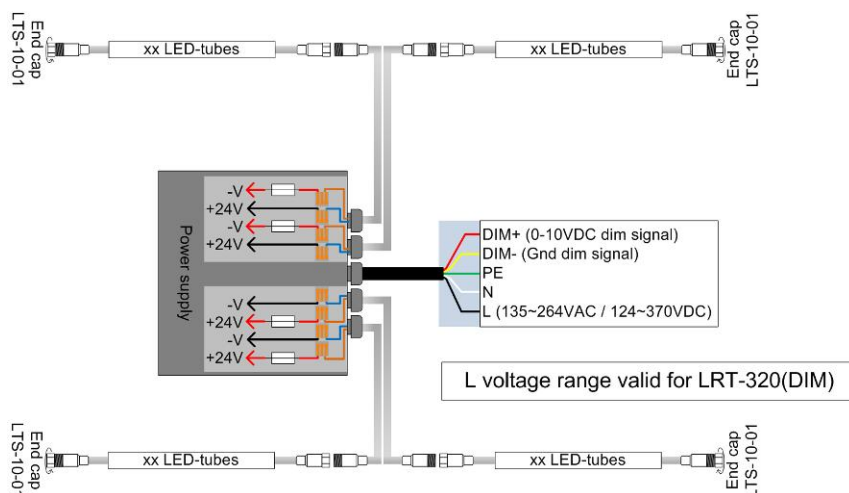 End cap
LTS-10-01
xx LED-tubes
xx LED-tubes
End cap
LTS-10-01
Power supply
-V
+24V
-V
+24V
-V
+24V
-V
+24V
DIM+ (0-10VDC dim signal)
DIM- (Gnd dim signal)
PE
N
L (135~264VAC / 124~370VDC)
L voltage range valid for LRT-320(DIM)
End cap
LTS-10-01
xx LED-tubes
xx LED-tubes
End cap
LTS-10-01